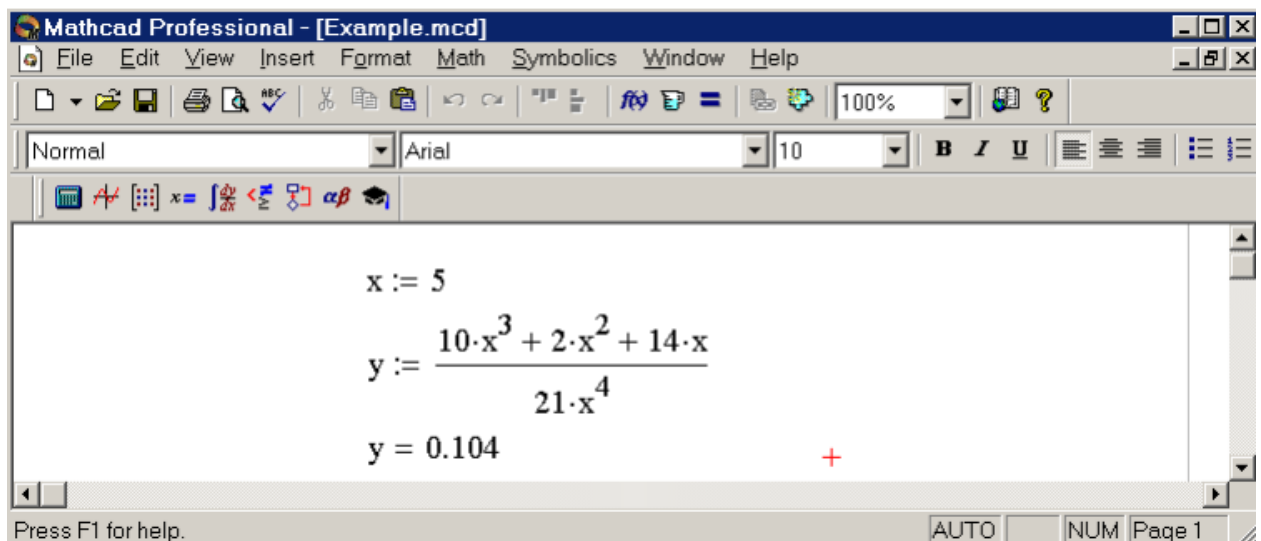 Mathcad Professional - [Example.mcd]
File Edit View Insert Format Math Symbolics Window Help
100%
Normal Arial 10 B I U
x= αβ
x := 5
y := (10·x^3 + 2·x^2 + 14·x) / (21·x^4)
y = 0.104
Press F1 for help. AUTO NUM Page 1